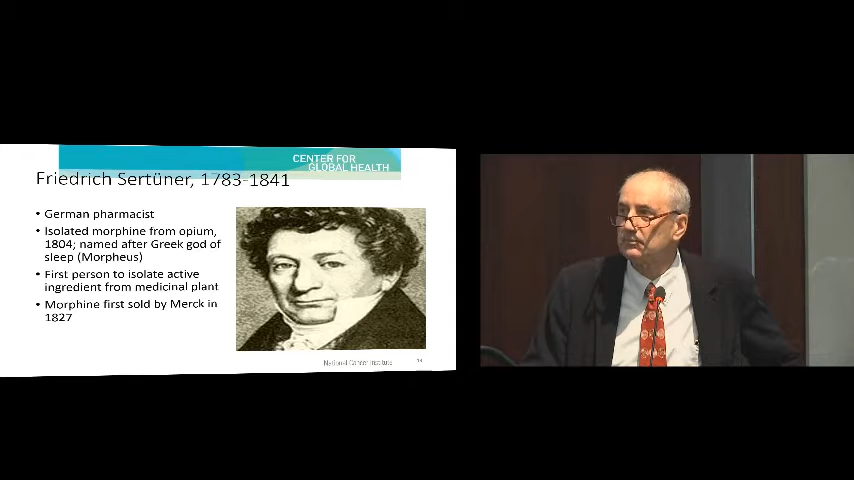 CENTER FOR
GLOBAL HEALTH
Friedrich Sertüner, 1783-1841
• German pharmacist
• Isolated morphine from opium,
1804; named after Greek god of
sleep (Morpheus)
• First person to isolate active
ingredient from medicinal plant
• Morphine first sold by Merck in
1827
National Cancer Institute